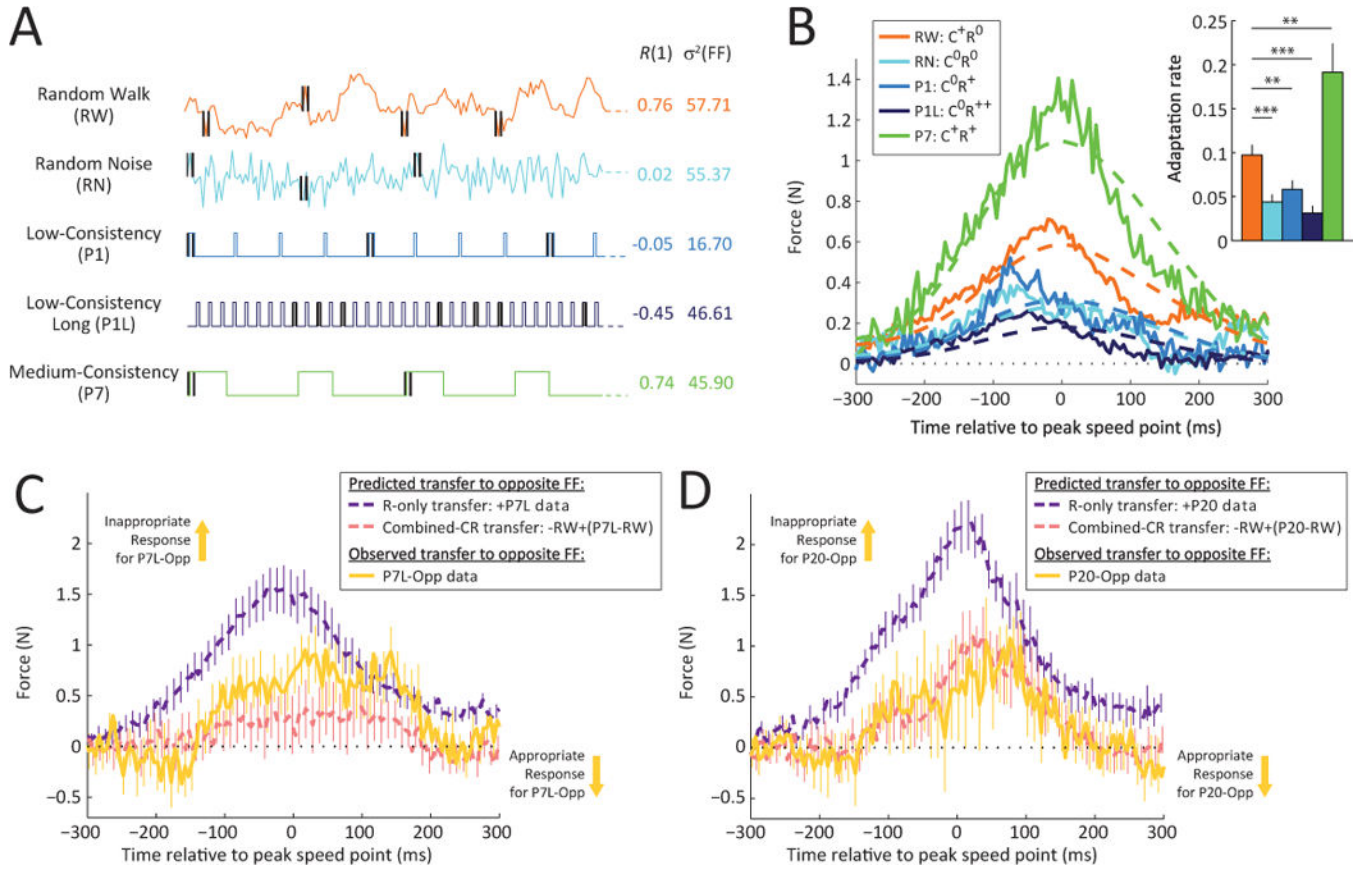 A
R(1) σ²(FF)
Random Walk
(RW)
0.76 57.71
Random Noise
(RN)
0.02 55.37
Low-Consistency
(P1)
-0.05 16.70
Low-Consistency
Long (P1L)
-0.45 46.61
Medium-Consistency
(P7)
0.74 45.90
B
RW: C⁺R⁰
RN: C⁰R⁰
P1: C⁰R⁺
P1L: C⁰R⁺⁺
P7: C⁺R⁺
Force (N)
1.4
1.2
1
0.8
0.6
0.4
0.2
0
−300 −200 −100 0 100 200 300
Time relative to peak speed point (ms)
Adaptation rate
0.25
0.2
0.15
0.1
0.05
0
**
***
**
***
C
Predicted transfer to opposite FF:
R-only transfer: +P7L data
Combined-CR transfer: -RW+(P7L-RW)
Observed transfer to opposite FF:
P7L-Opp data
Inappropriate
Response
for P7L-Opp
Appropriate
Response
for P7L-Opp
Force (N)
2
1.5
1
0.5
0
−0.5
−300 −200 −100 0 100 200 300
Time relative to peak speed point (ms)
D
Predicted transfer to opposite FF:
R-only transfer: +P20 data
Combined-CR transfer: -RW+(P20-RW)
Observed transfer to opposite FF:
P20-Opp data
Inappropriate
Response
for P20-Opp
Appropriate
Response
for P20-Opp
Force (N)
2
1.5
1
0.5
0
−0.5
−300 −200 −100 0 100 200 300
Time relative to peak speed point (ms)